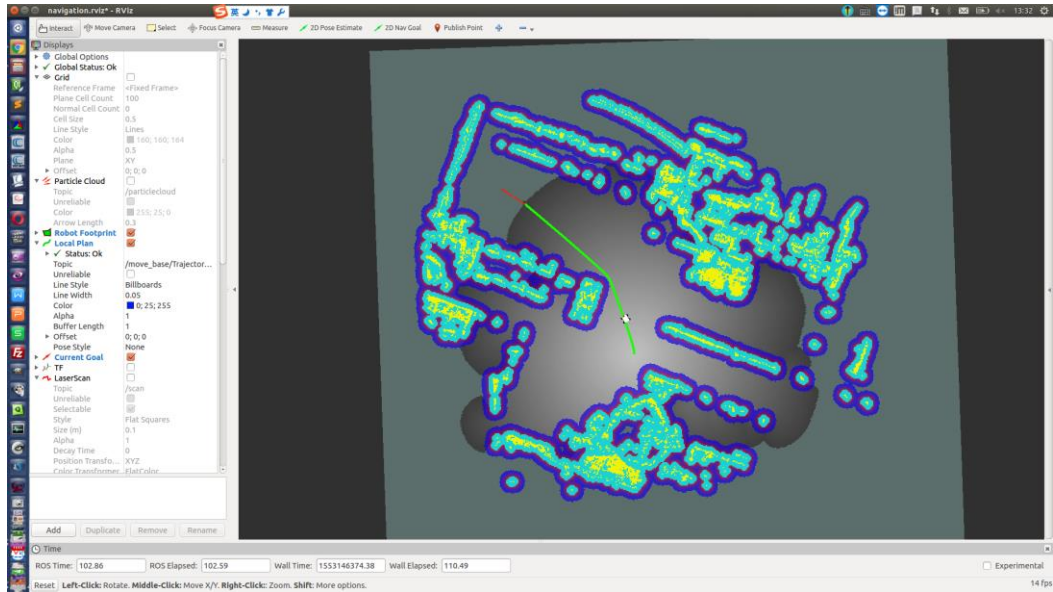 navigation.rviz* - RViz
英
13:32
Interact Move Camera Select Focus Camera Measure 2D Pose Estimate 2D Nav Goal Publish Point
Displays
Global Options
Global Status: Ok
Grid
Reference Frame <Fixed Frame>
Plane Cell Count 100
Normal Cell Count 0
Cell Size 0.5
Line Style Lines
Color 160; 160; 164
Alpha 0.5
Plane XY
Offset 0; 0; 0
Particle Cloud
Topic /particlecloud
Unreliable
Color 255; 25; 0
Arrow Length 0.3
Robot Footprint
Local Plan
Status: Ok
Topic /move_base/Trajector...
Unreliable
Line Style Billboards
Line Width 0.05
Color 0; 25; 255
Alpha 1
Buffer Length 1
Offset 0; 0; 0
Pose Style None
Current Goal
TF
LaserScan
Topic /scan
Unreliable
Selectable
Style Flat Squares
Size (m) 0.1
Alpha 1
Decay Time 0
Position Transfo... XYZ
Color Transformer FlatColor
Add Duplicate Remove Rename
Time
ROS Time: 102.86 ROS Elapsed: 102.59 Wall Time: 1553146374.38 Wall Elapsed: 110.49 Experimental
Reset Left-Click: Rotate. Middle-Click: Move X/Y. Right-Click: Zoom. Shift: More options. 14 fps